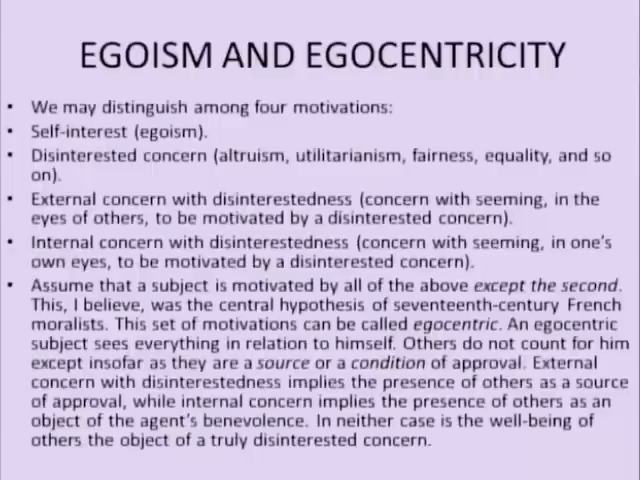 EGOISM AND EGOCENTRICITY
• We may distinguish among four motivations:
• Self-interest (egoism).
• Disinterested concern (altruism, utilitarianism, fairness, equality, and so
on).
• External concern with disinterestedness (concern with seeming, in the
eyes of others, to be motivated by a disinterested concern).
• Internal concern with disinterestedness (concern with seeming, in one's
own eyes, to be motivated by a disinterested concern).
• Assume that a subject is motivated by all of the above except the second.
This, I believe, was the central hypothesis of seventeenth-century French
moralists. This set of motivations can be called egocentric. An egocentric
subject sees everything in relation to himself. Others do not count for him
except insofar as they are a source or a condition of approval. External
concern with disinterestedness implies the presence of others as a source
of approval, while internal concern implies the presence of others as an
object of the agent's benevolence. In neither case is the well-being of
others the object of a truly disinterested concern.